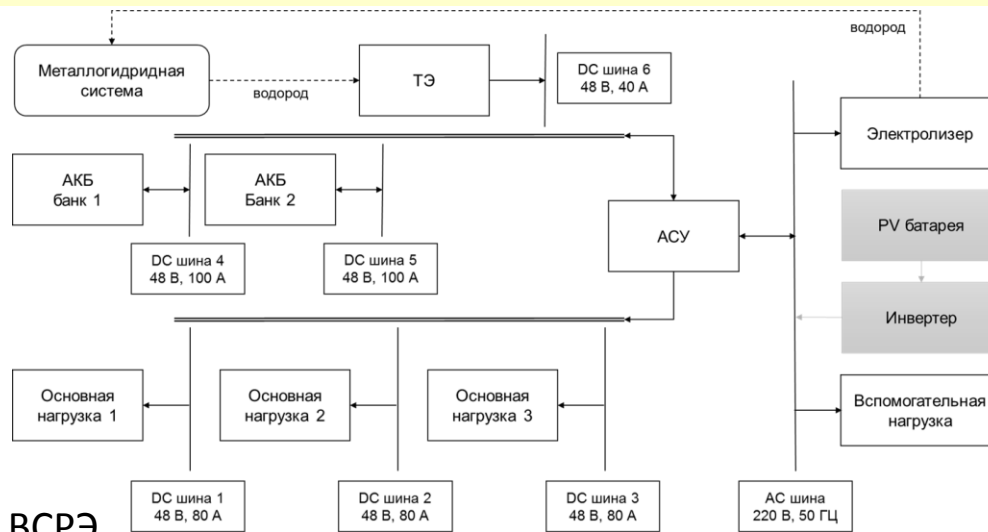 водород
водород
Металлогидридная
система
водород
ТЭ
DC шина 6
48 В, 40 А
Электролизер
АКБ
банк 1
АКБ
Банк 2
АСУ
PV батарея
DC шина 4
48 В, 100 А
DC шина 5
48 В, 100 А
Инвертер
Основная
нагрузка 1
Основная
нагрузка 2
Основная
нагрузка 3
Вспомогательная
нагрузка
DC шина 1
48 В, 80 А
DC шина 2
48 В, 80 А
DC шина 3
48 В, 80 А
АС шина
220 В, 50 ГЦ
ВСРЭ